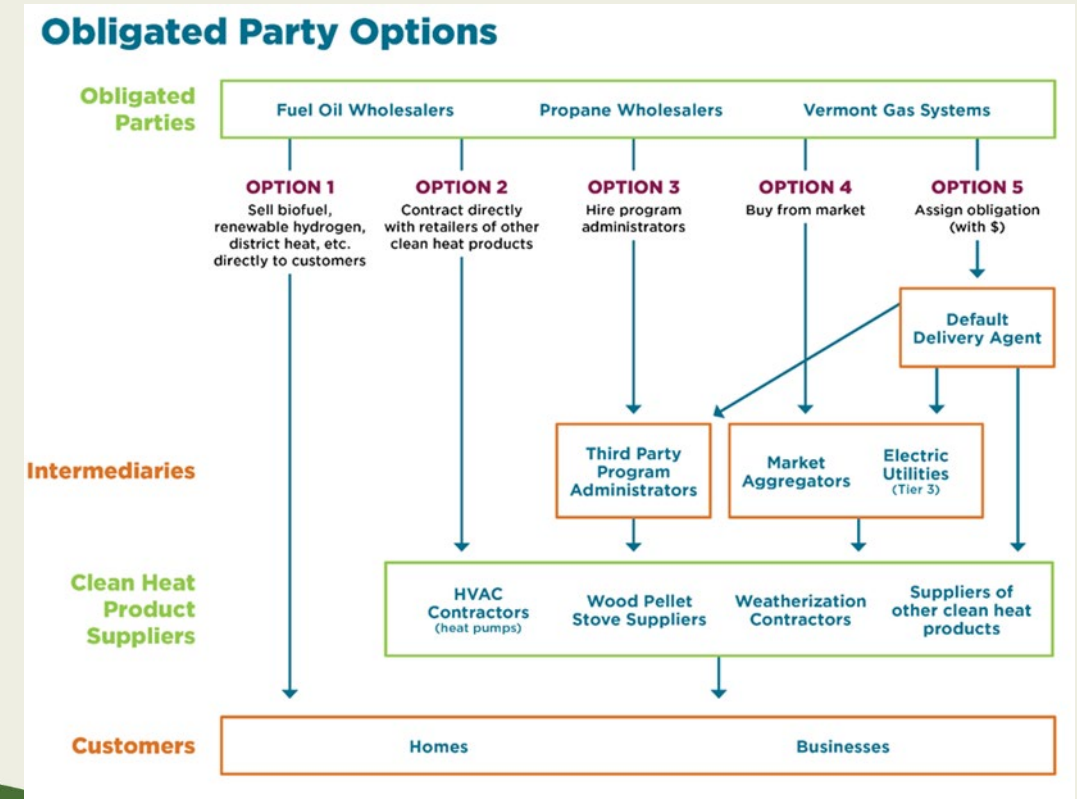 Obligated Party Options
Obligated
Parties
Fuel Oil Wholesalers
Propane Wholesalers
Vermont Gas Systems
OPTION 1
Sell biofuel,
renewable hydrogen,
district heat, etc.
directly to customers
OPTION 2
Contract directly
with retailers of other
clean heat products
OPTION 3
Hire program
administrators
OPTION 4
Buy from market
OPTION 5
Assign obligation
(with $)
Default
Delivery Agent
Intermediaries
Third Party
Program
Administrators
Market
Aggregators
Electric
Utilities
(Tier 3)
Clean Heat
Product
Suppliers
HVAC
Contractors
(heat pumps)
Wood Pellet
Stove Suppliers
Weatherization
Contractors
Suppliers of
other clean heat
products
Customers
Homes
Businesses